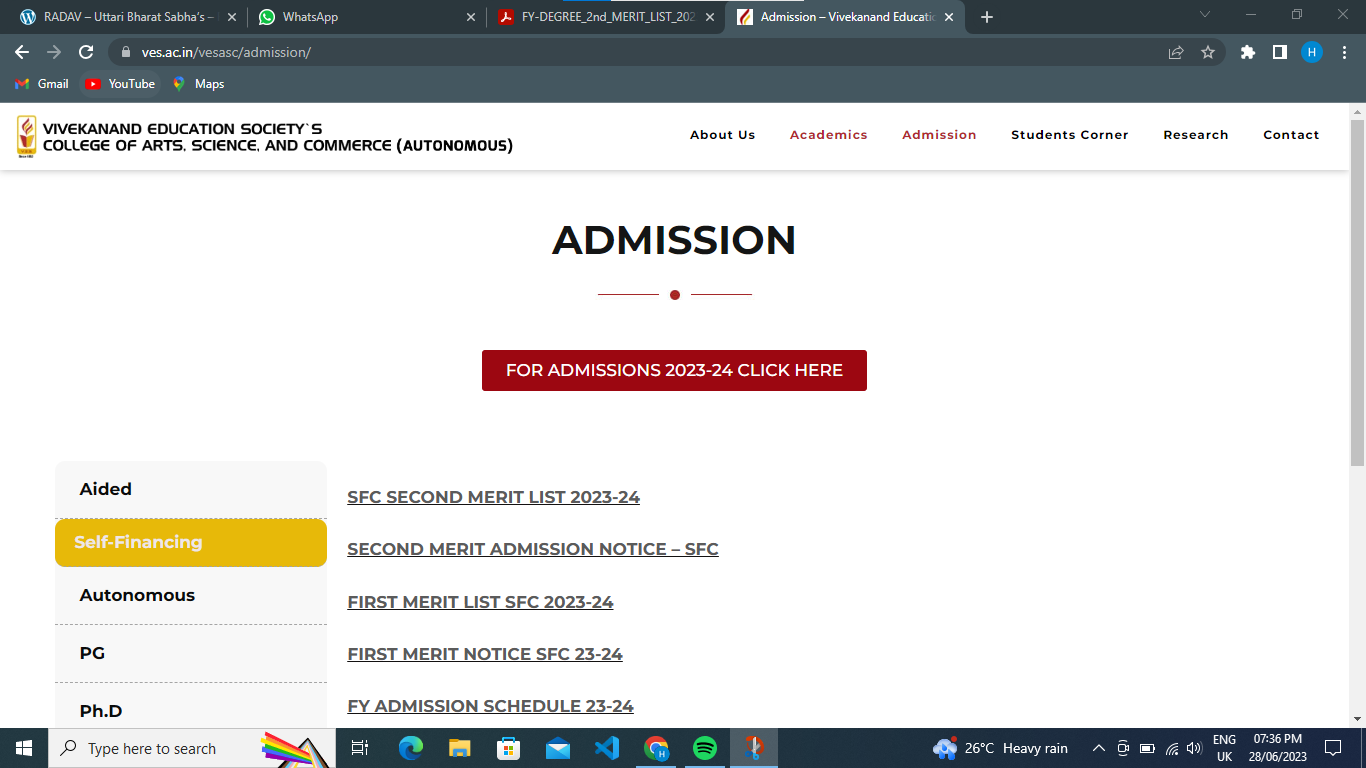 RADAV – Uttari Bharat Sabha's –
WhatsApp
FY-DEGREE_2nd_MERIT_LIST_202
Admission – Vivekanand Educatio
ves.ac.in/vesasc/admission/
H
Gmail
YouTube
Maps
VIVEKANAND EDUCATION SOCIETY`S
COLLEGE OF ARTS, SCIENCE, AND COMMERCE (AUTONOMOUS)
About Us
Academics
Admission
Students Corner
Research
Contact
ADMISSION
FOR ADMISSIONS 2023-24 CLICK HERE
Aided
Self-Financing
Autonomous
PG
Ph.D
SFC SECOND MERIT LIST 2023-24
SECOND MERIT ADMISSION NOTICE – SFC
FIRST MERIT LIST SFC 2023-24
FIRST MERIT NOTICE SFC 23-24
FY ADMISSION SCHEDULE 23-24
Type here to search
H
26°C Heavy rain
ENG
UK
07:36 PM
28/06/2023